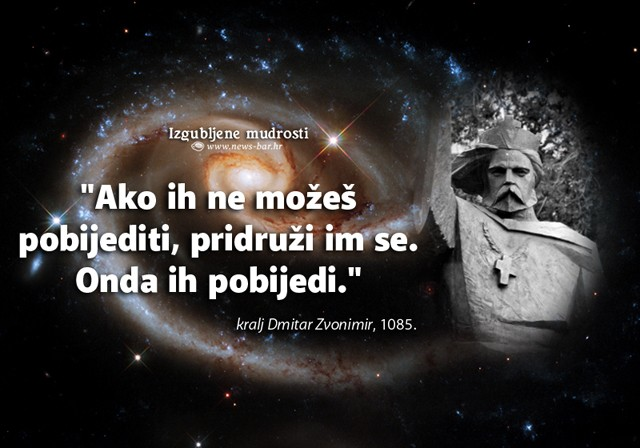 Izgubljene mudrosti
www.news-bar.hr
"Ako ih ne možeš
pobijediti, pridruži im se.
Onda ih pobijedi."
kralj Dmitar Zvonimir, 1085.